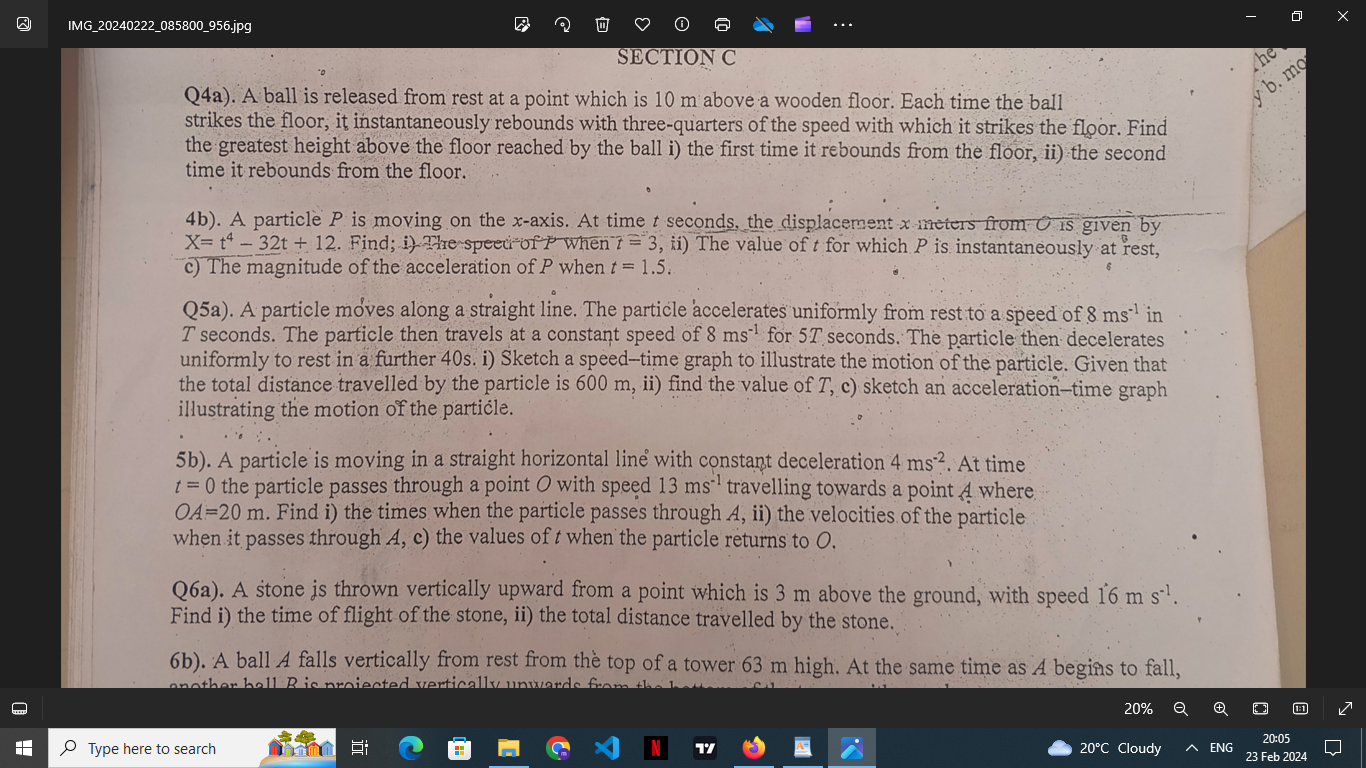 IMG_20240222_085800_956.jpg
SECTION C
Q4a). A ball is released from rest at a point which is 10 m above a wooden floor. Each time the ball
strikes the floor, it instantaneously rebounds with three-quarters of the speed with which it strikes the floor. Find
the greatest height above the floor reached by the ball i) the first time it rebounds from the floor, ii) the second
time it rebounds from the floor.
4b). A particle P is moving on the x-axis. At time t seconds, the displacement x meters from O is given by
X= t⁴ – 32t + 12. Find; i) The speed of P when t = 3, ii) The value of t for which P is instantaneously at rest,
c) The magnitude of the acceleration of P when t = 1.5.
Q5a). A particle moves along a straight line. The particle accelerates uniformly from rest to a speed of 8 ms⁻¹ in
T seconds. The particle then travels at a constant speed of 8 ms⁻¹ for 5T seconds. The particle then decelerates
uniformly to rest in a further 40s. i) Sketch a speed–time graph to illustrate the motion of the particle. Given that
the total distance travelled by the particle is 600 m, ii) find the value of T, c) sketch an acceleration–time graph
illustrating the motion of the particle.
5b). A particle is moving in a straight horizontal line with constant deceleration 4 ms⁻². At time
t = 0 the particle passes through a point O with speed 13 ms⁻¹ travelling towards a point A where
OA=20 m. Find i) the times when the particle passes through A, ii) the velocities of the particle
when it passes through A, c) the values of t when the particle returns to O.
Q6a). A stone is thrown vertically upward from a point which is 3 m above the ground, with speed 16 m s⁻¹.
Find i) the time of flight of the stone, ii) the total distance travelled by the stone.
6b). A ball A falls vertically from rest from the top of a tower 63 m high. At the same time as A begins to fall,
another ball B is projected vertically upwards from the
he
y b. mo
20%
1:1
Type here to search
N
20°C Cloudy
ENG
20:05
23 Feb 2024